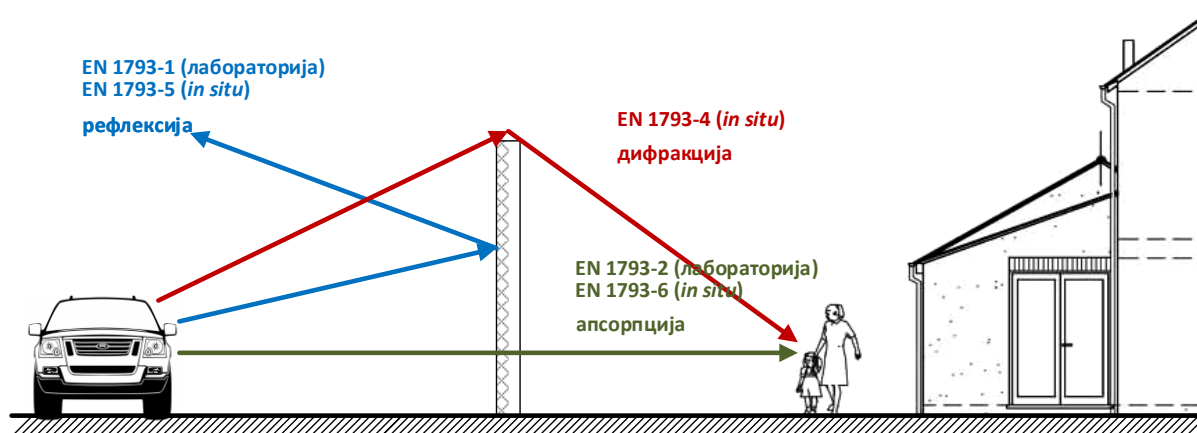 EN 1793-1 (лабораторија)
EN 1793-5 (in situ)
рефлексија
EN 1793-4 (in situ)
дифракција
EN 1793-2 (лабораторија)
EN 1793-6 (in situ)
апсорпција